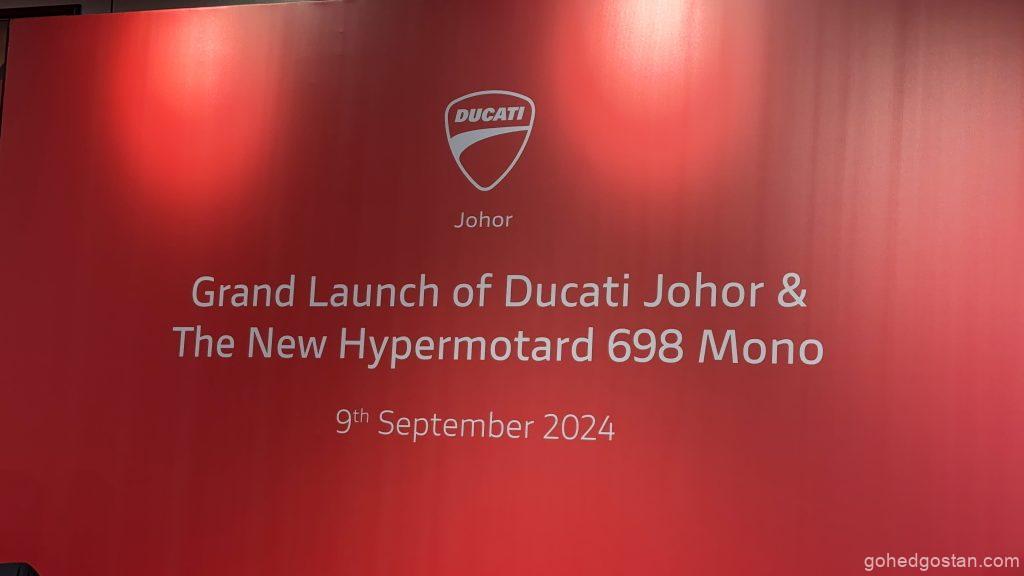 DUCATI
Johor
Grand Launch of Ducati Johor &
The New Hypermotard 698 Mono
9th September 2024
gohedgostan.com